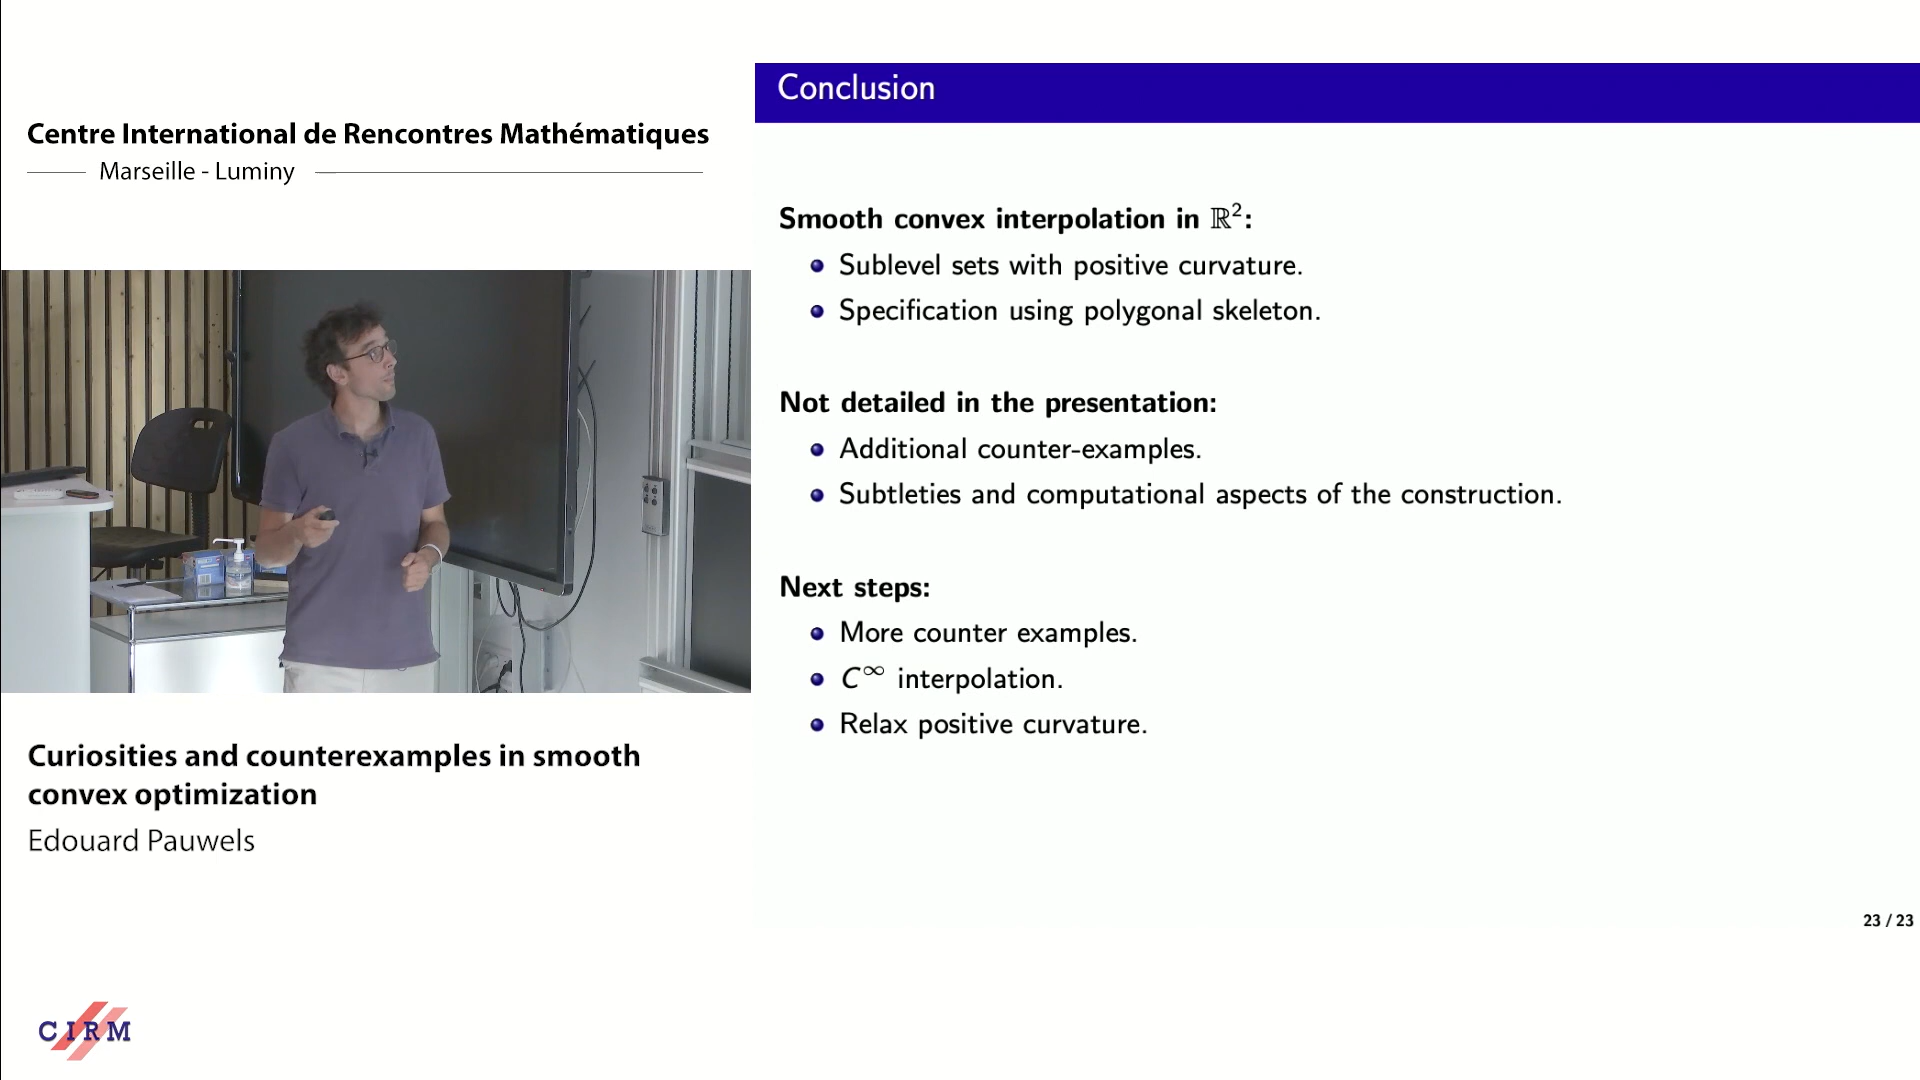 Centre International de Rencontres Mathématiques
Marseille - Luminy
Curiosities and counterexamples in smooth
convex optimization
Edouard Pauwels
CIRM
Conclusion
Smooth convex interpolation in ℝ²:
Sublevel sets with positive curvature.
Specification using polygonal skeleton.
Not detailed in the presentation:
Additional counter-examples.
Subtleties and computational aspects of the construction.
Next steps:
More counter examples.
C∞ interpolation.
Relax positive curvature.
23 / 23